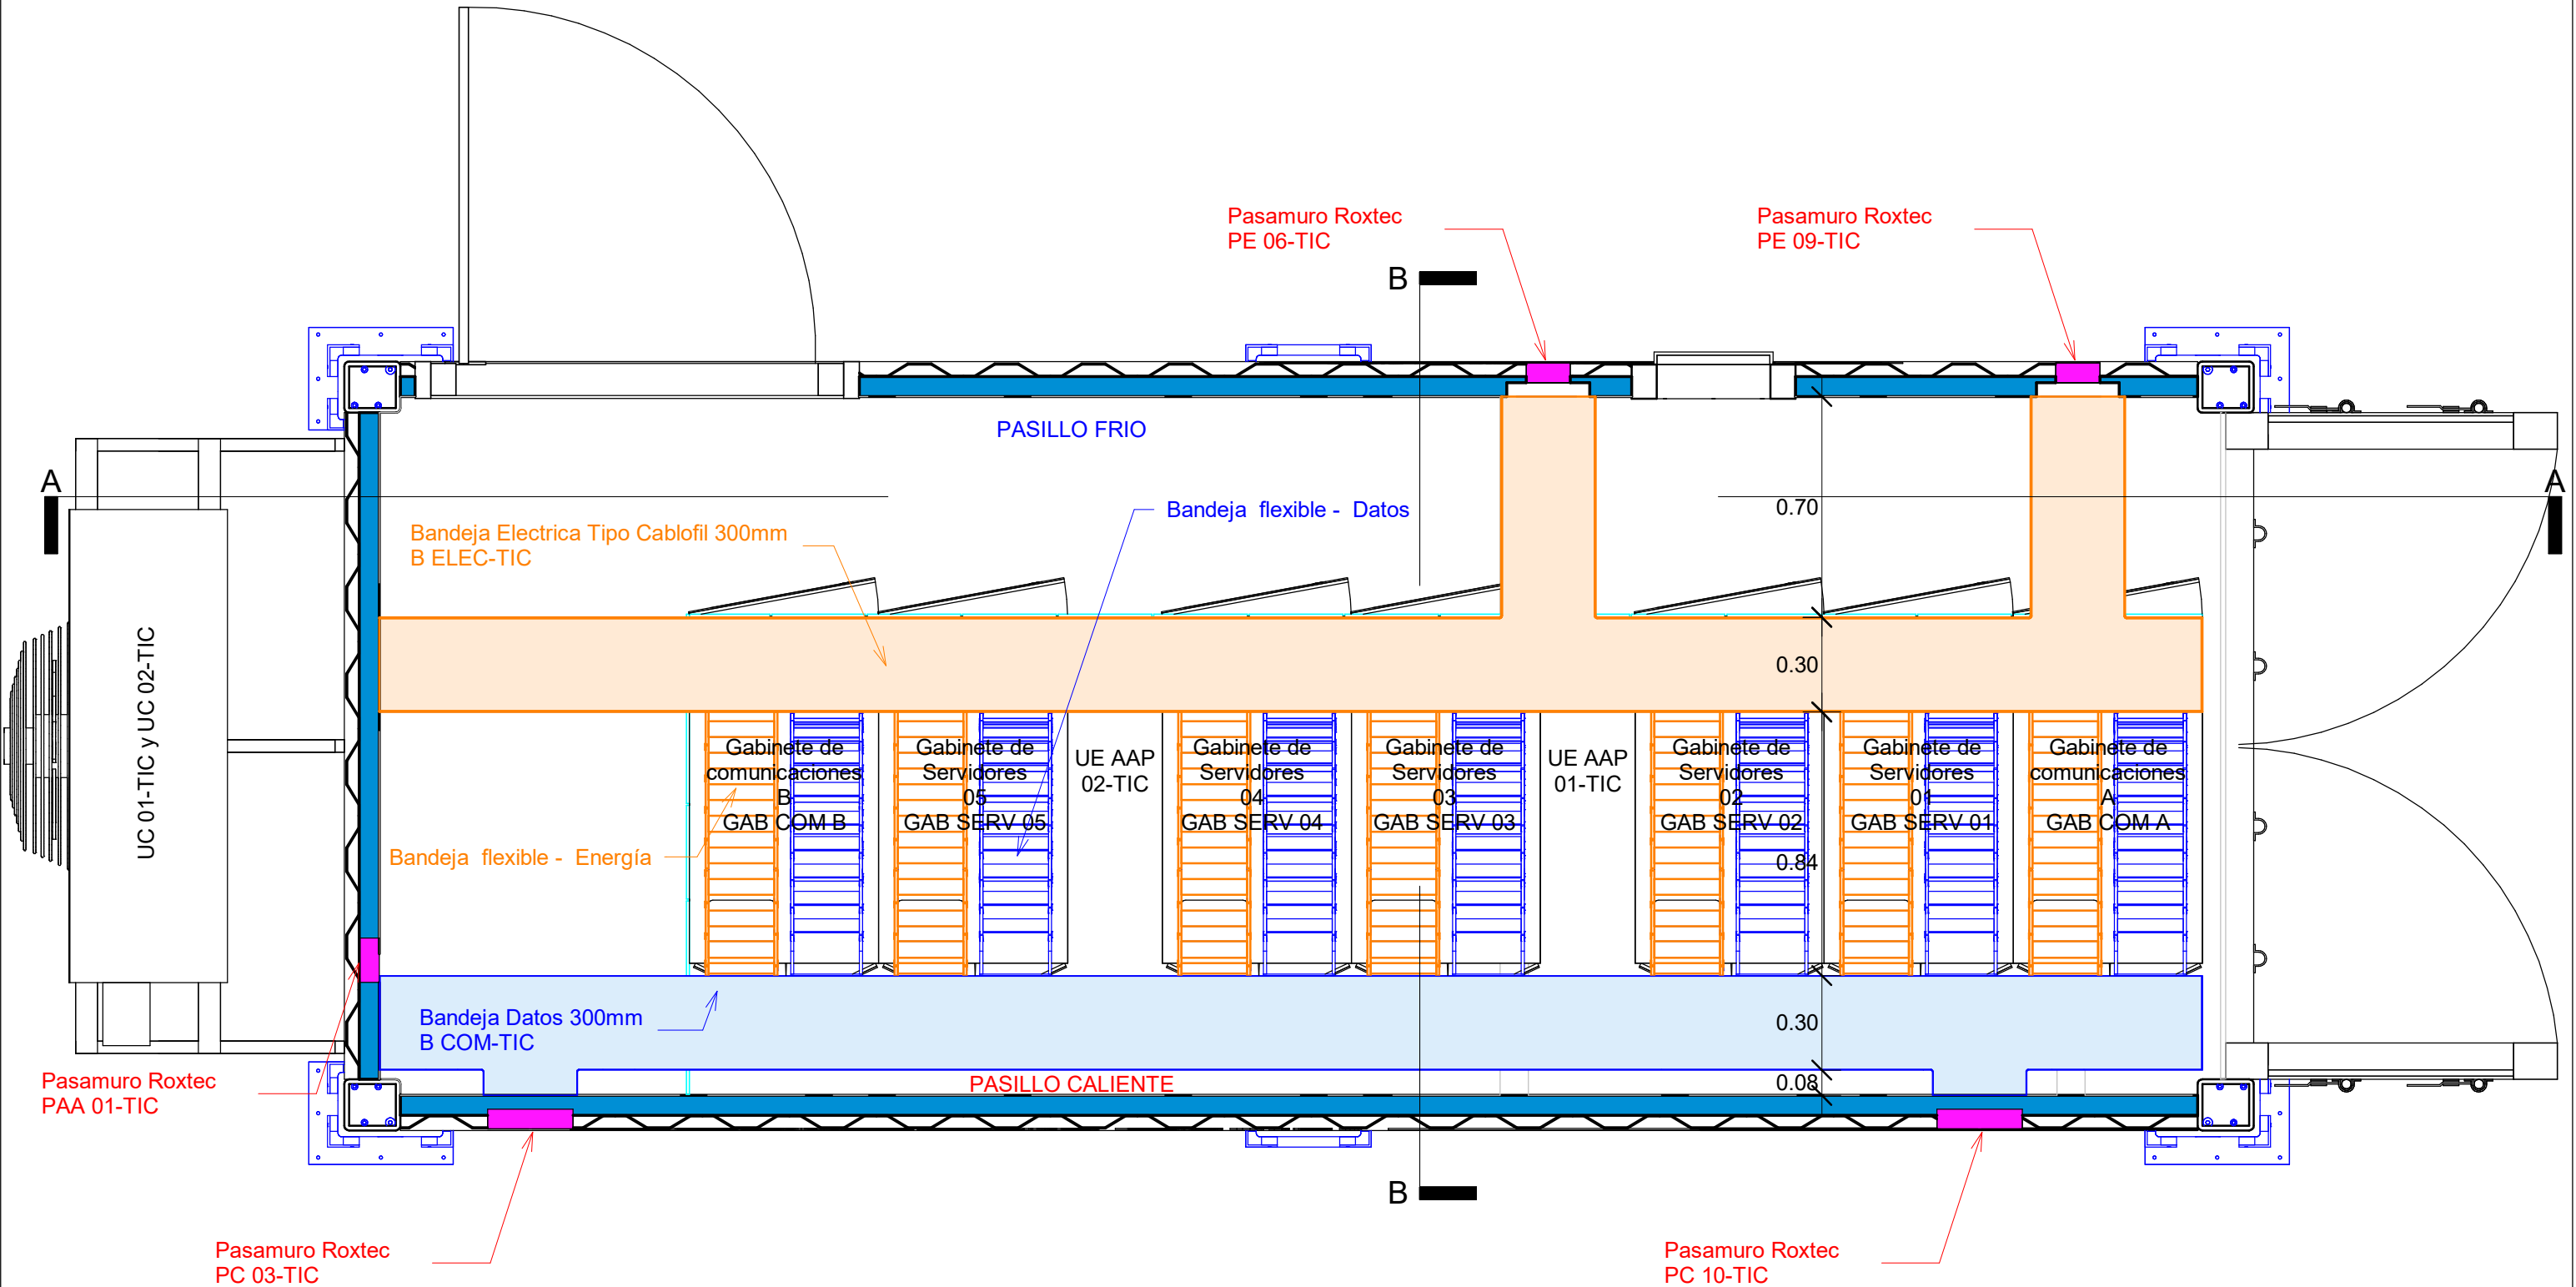 Pasamuro Roxtec
PE 06-TIC
Pasamuro Roxtec
PE 09-TIC
B
PASILLO FRIO
A
A
Bandeja flexible - Datos
0.70
Bandeja Electrica Tipo Cablofil 300mm
B ELEC-TIC
UC 01-TIC y UC 02-TIC
0.30
Gabinete de
comunicaciones
B
GAB COM B
Gabinete de
Servidores
05
GAB SERV 05
UE AAP
02-TIC
Gabinete de
Servidores
04
GAB SERV 04
Gabinete de
Servidores
03
GAB SERV 03
UE AAP
01-TIC
Gabinete de
Servidores
02
GAB SERV 02
Gabinete de
Servidores
01
GAB SERV 01
Gabinete de
comunicaciones
A
GAB COM A
Bandeja flexible - Energía
0.84
Bandeja Datos 300mm
B COM-TIC
0.30
Pasamuro Roxtec
PAA 01-TIC
PASILLO CALIENTE
0.08
B
Pasamuro Roxtec
PC 03-TIC
Pasamuro Roxtec
PC 10-TIC